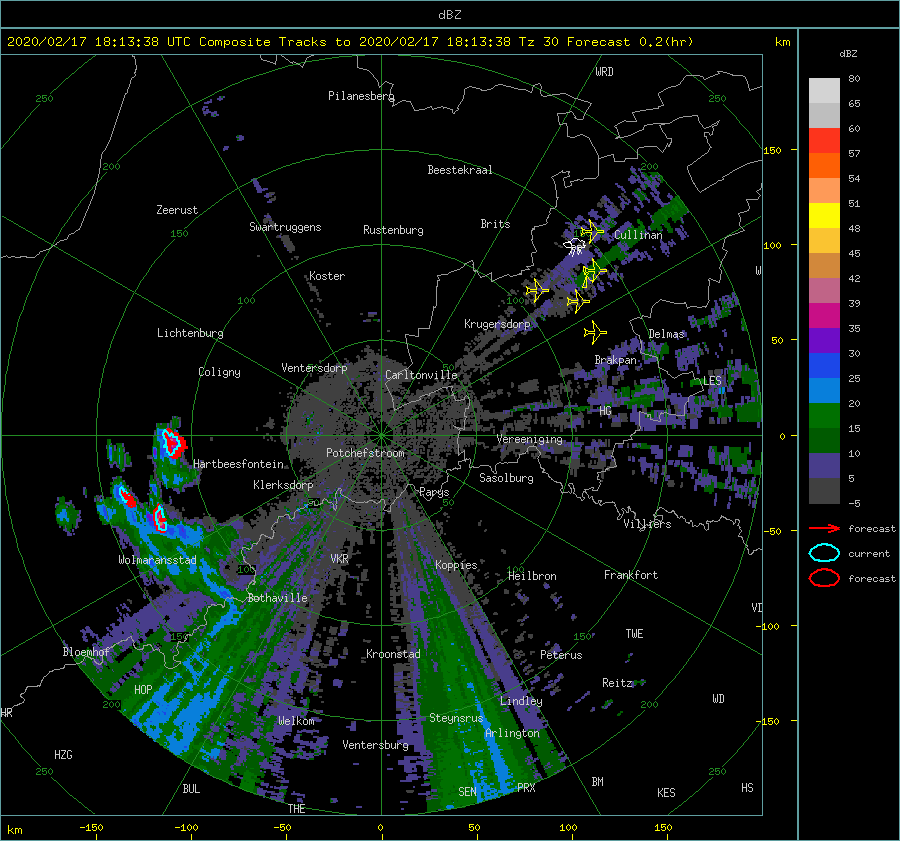 dBZ
2020/02/17 18:13:38 UTC Composite Tracks to 2020/02/17 18:13:38 Tz 30 Forecast 0.2(hr)
km
dBZ
80
65
60
57
54
51
48
45
42
39
35
30
25
20
15
10
5
-5
forecast
current
forecast
WRD
250
Pilanesberg
250
150
200
200
Beestekraal
Zeerust
Swartruggens
150
Rustenburg
Brits
Cullinan
100
Koster
100
100
Krugersdorp
Lichtenburg
Delmas
50
Brakpan
Coligny
Ventersdorp
Carltonville
LES
HG
0
Vereeniging
Potchefstroom
Hartbeesfontein
Sasolburg
Klerksdorp
Parys
50
50
Villiers
-50
Wolmaransstad
VKR
Koppies
100
100
Heilbron
Frankfort
Bothaville
VD
-100
150
150
TWE
Bloemhof
Kroonstad
Peterus
HOP
Reitz
200
Lindley
200
WD
HR
Welkom
Steynsrus
-150
Arlington
HZG
Ventersburg
250
250
BUL
SEN
PRX
BM
KES
HS
THE
km
-150
-100
-50
0
50
100
150